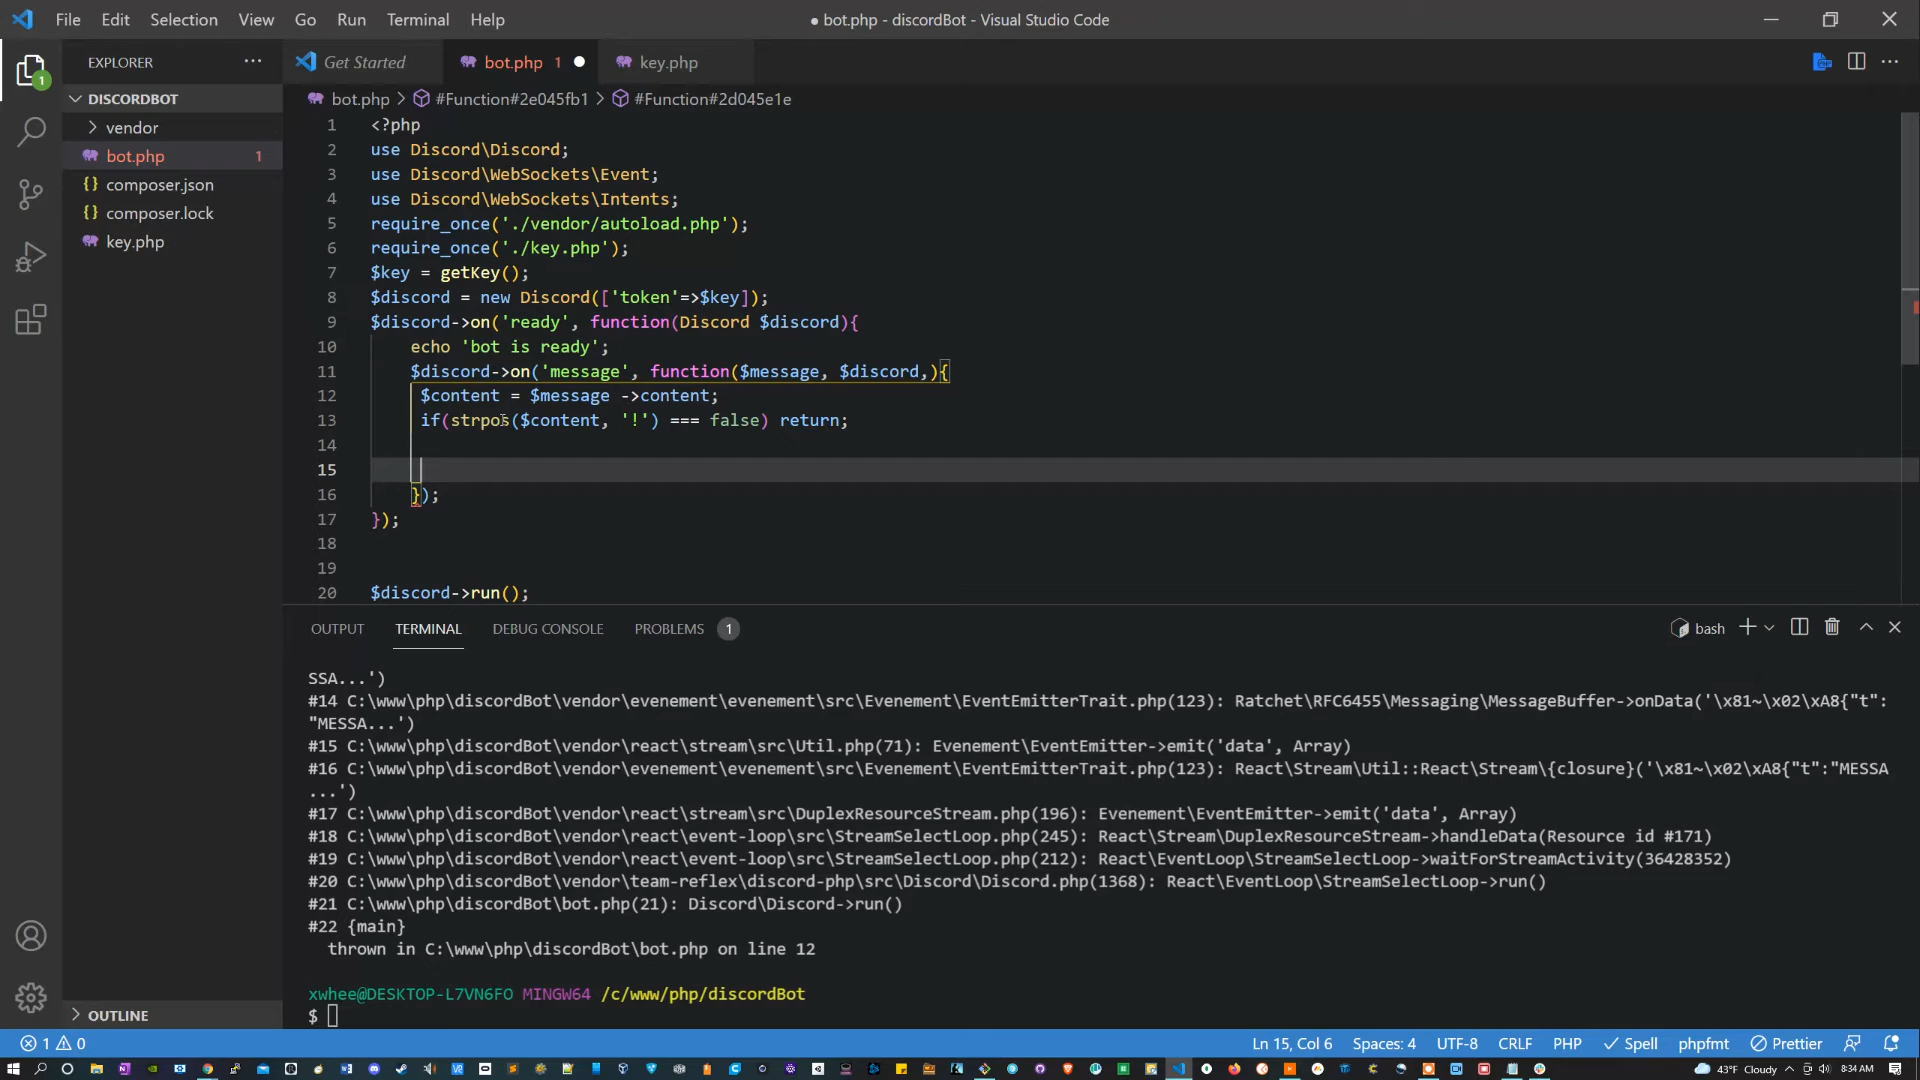 File Edit Selection View Go Run Terminal Help
● bot.php - discordBot - Visual Studio Code
1
EXPLORER ...
Get Started
bot.php 1 ●
key.php
PHP
DISCORDBOT
vendor
bot.php 1
{} composer.json
{} composer.lock
key.php
OUTLINE
bot.php > #Function#2e045fb1 > #Function#2d045e1e
1 <?php
2 use Discord\Discord;
3 use Discord\WebSockets\Event;
4 use Discord\WebSockets\Intents;
5 require_once('./vendor/autoload.php');
6 require_once('./key.php');
7 $key = getKey();
8 $discord = new Discord(['token'=>$key]);
9 $discord->on('ready', function(Discord $discord){
10 echo 'bot is ready';
11 $discord->on('message', function($message, $discord,){
12 $content = $message ->content;
13 if(strpos($content, '!') === false) return;
14
15
16 });
17 });
18
19
20 $discord->run();
OUTPUT TERMINAL DEBUG CONSOLE PROBLEMS 1
bash
SSA...')
#14 C:\www\php\discordBot\vendor\evenement\evenement\src\Evenement\EventEmitterTrait.php(123): Ratchet\RFC6455\Messaging\MessageBuffer->onData('\x81~\x02\xA8{"t":
"MESSA...')
#15 C:\www\php\discordBot\vendor\react\stream\src\Util.php(71): Evenement\EventEmitter->emit('data', Array)
#16 C:\www\php\discordBot\vendor\evenement\evenement\src\Evenement\EventEmitterTrait.php(123): React\Stream\Util::React\Stream\{closure}('\x81~\x02\xA8{"t":"MESSA
...')
#17 C:\www\php\discordBot\vendor\react\stream\src\DuplexResourceStream.php(196): Evenement\EventEmitter->emit('data', Array)
#18 C:\www\php\discordBot\vendor\react\event-loop\src\StreamSelectLoop.php(245): React\Stream\DuplexResourceStream->handleData(Resource id #171)
#19 C:\www\php\discordBot\vendor\react\event-loop\src\StreamSelectLoop.php(212): React\EventLoop\StreamSelectLoop->waitForStreamActivity(36428352)
#20 C:\www\php\discordBot\vendor\team-reflex\discord-php\src\Discord\Discord.php(1368): React\EventLoop\StreamSelectLoop->run()
#21 C:\www\php\discordBot\bot.php(21): Discord\Discord->run()
#22 {main}
thrown in C:\www\php\discordBot\bot.php on line 12
xwhee@DESKTOP-L7VN6FO MINGW64 /c/www/php/discordBot
$
1 0
Ln 15, Col 6 Spaces: 4 UTF-8 CRLF PHP Spell phpfmt Prettier
43°F Cloudy 8:34 AM